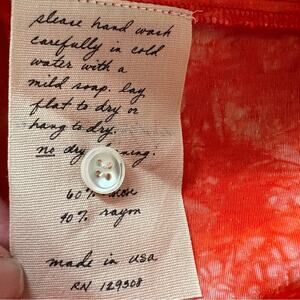 please hand wash
carefully in cold
water with a
mild soap. lay
flat to dry or
hang to dry.
no dry
60%
40% rayon
made in USA
RN 129308